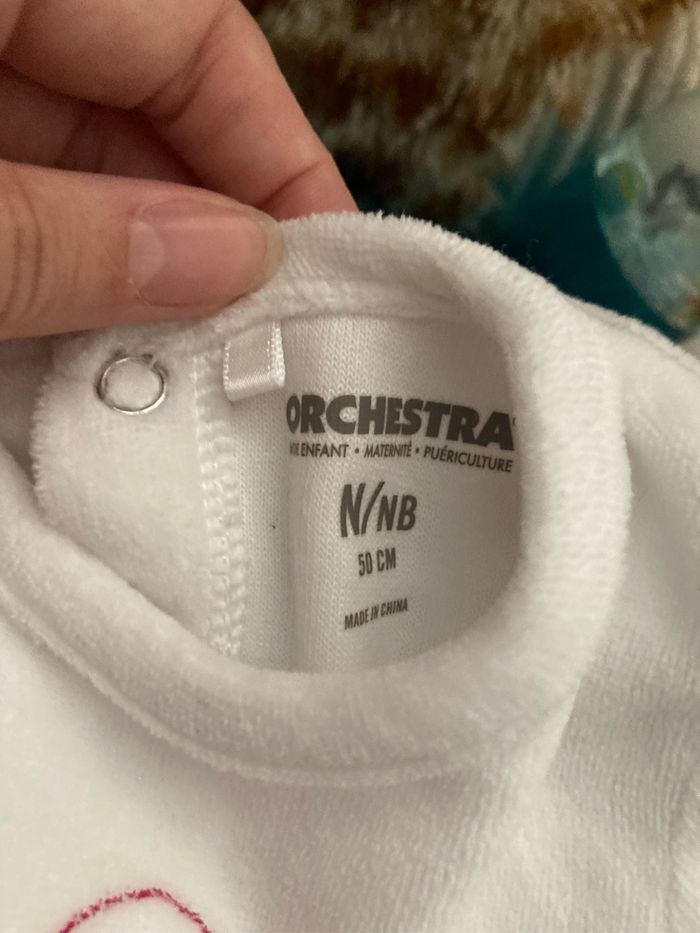 ORCHESTRA
ENFANT • MATERNITÉ • PUÉRICULTURE
N/NB
50 CM
MADE IN CHINA